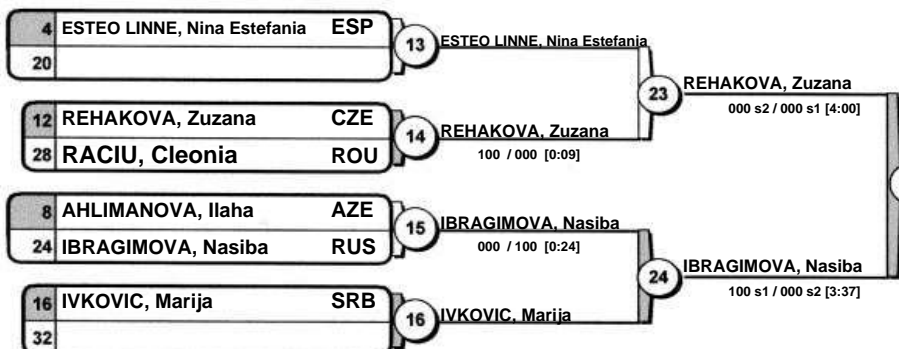 4 ESTEO LINNE, Nina Estefania ESP
20
13 ESTEO LINNE, Nina Estefania
12 REHAKOVA, Zuzana CZE
28 RACIU, Cleonia ROU
14 REHAKOVA, Zuzana
100 / 000 [0:09]
23 REHAKOVA, Zuzana
000 s2 / 000 s1 [4:00]
8 AHLIMANOVA, Ilaha AZE
24 IBRAGIMOVA, Nasiba RUS
15 IBRAGIMOVA, Nasiba
000 / 100 [0:24]
16 IVKOVIC, Marija SRB
32
16 IVKOVIC, Marija
24 IBRAGIMOVA, Nasiba
100 s1 / 000 s2 [3:37]